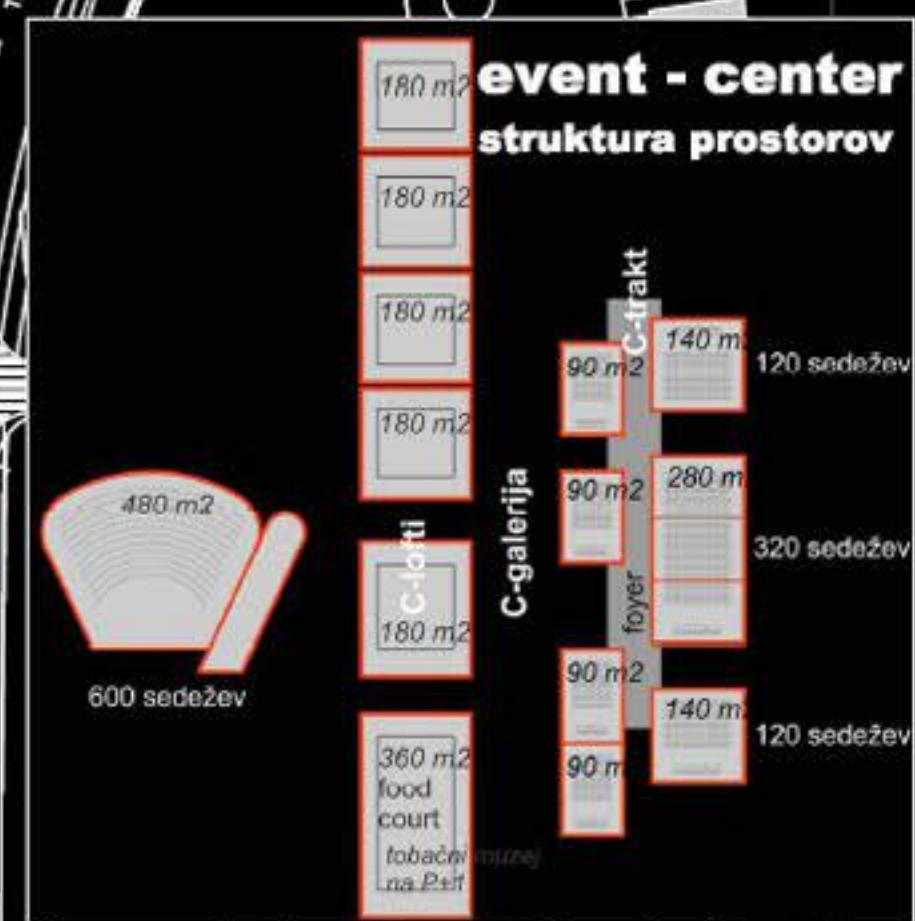 event - center
struktura prostorov
180 m2
180 m2
180 m2
180 m2
C-lofti
180 m2
360 m2
food
court
tobačni muzej
na P+1
480 m2
600 sedežev
C-galerija
C-trakt
foyer
90 m2
90 m2
90 m2
90 m
140 m
120 sedežev
280 m
320 sedežev
140 m
120 sedežev